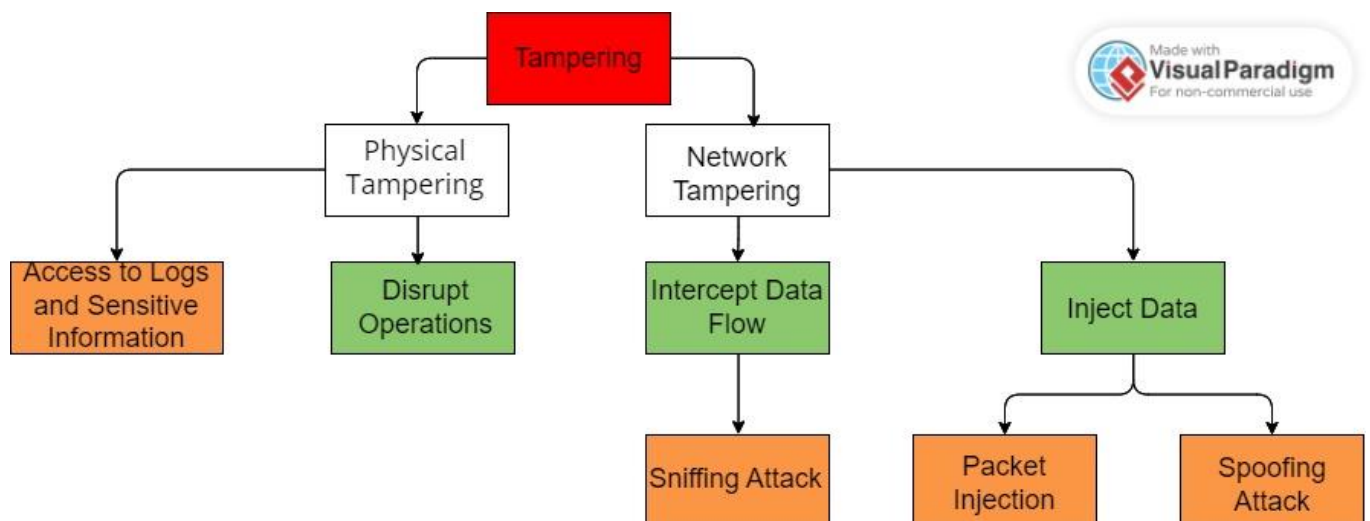 Tampering
Made with
Visual Paradigm
For non-commercial use
Physical
Tampering
Network
Tampering
Access to Logs
and Sensitive
Information
Disrupt
Operations
Intercept Data
Flow
Inject Data
Sniffing Attack
Packet
Injection
Spoofing
Attack